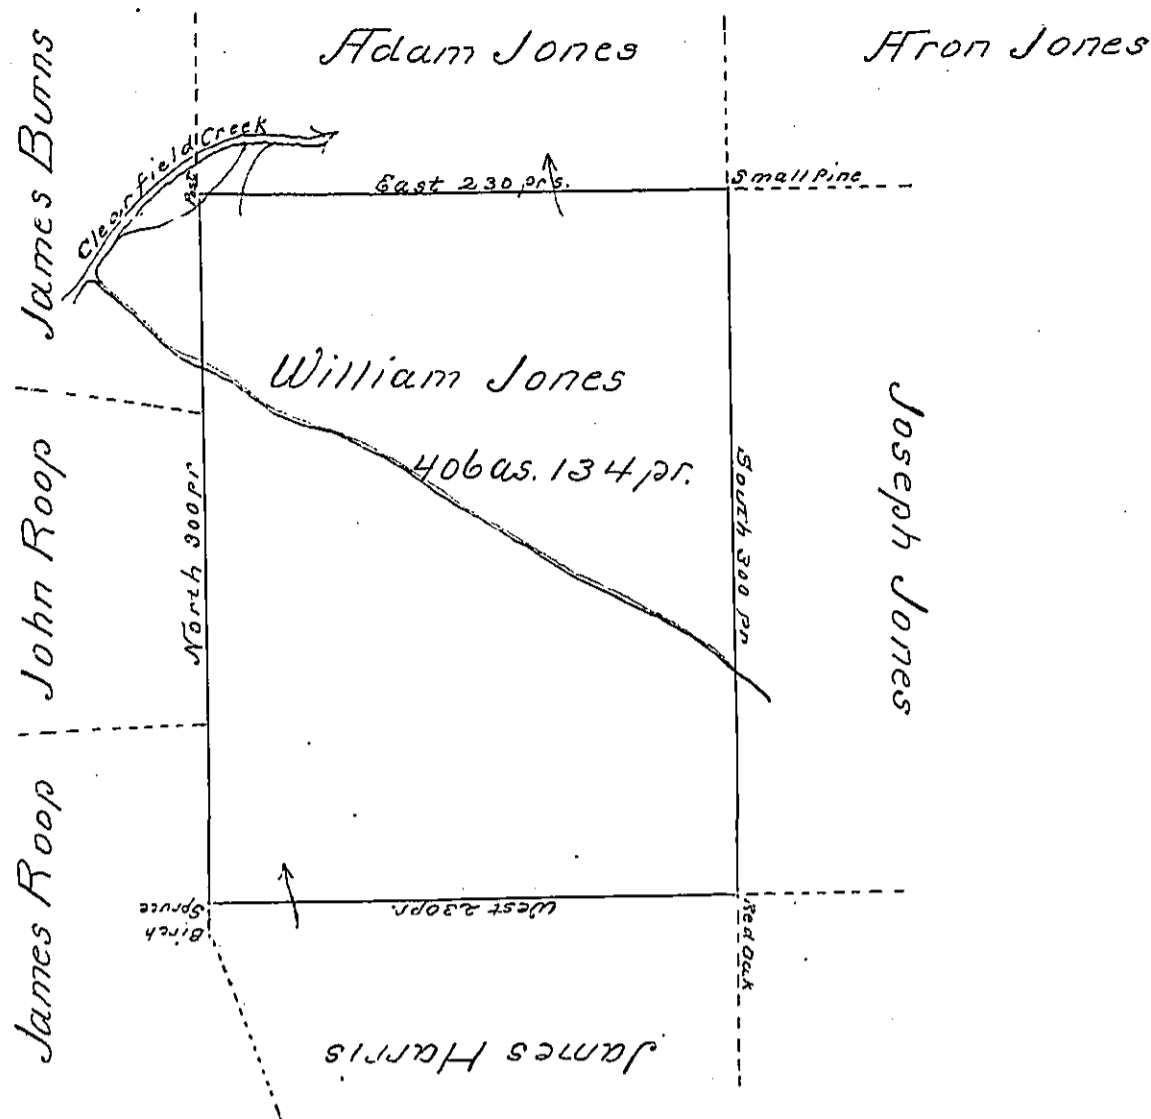 Adam Jones
Aron Jones
James Burns
Clearfield Creek
Post
East 230 prs.
Small Pine
William Jones
406 as. 134 pr.
John Roop
North 300 pr
South 300 pr
Joseph Jones
James Roop
Spruce
Birch
West 230 pr.
Red Oak
James Harris